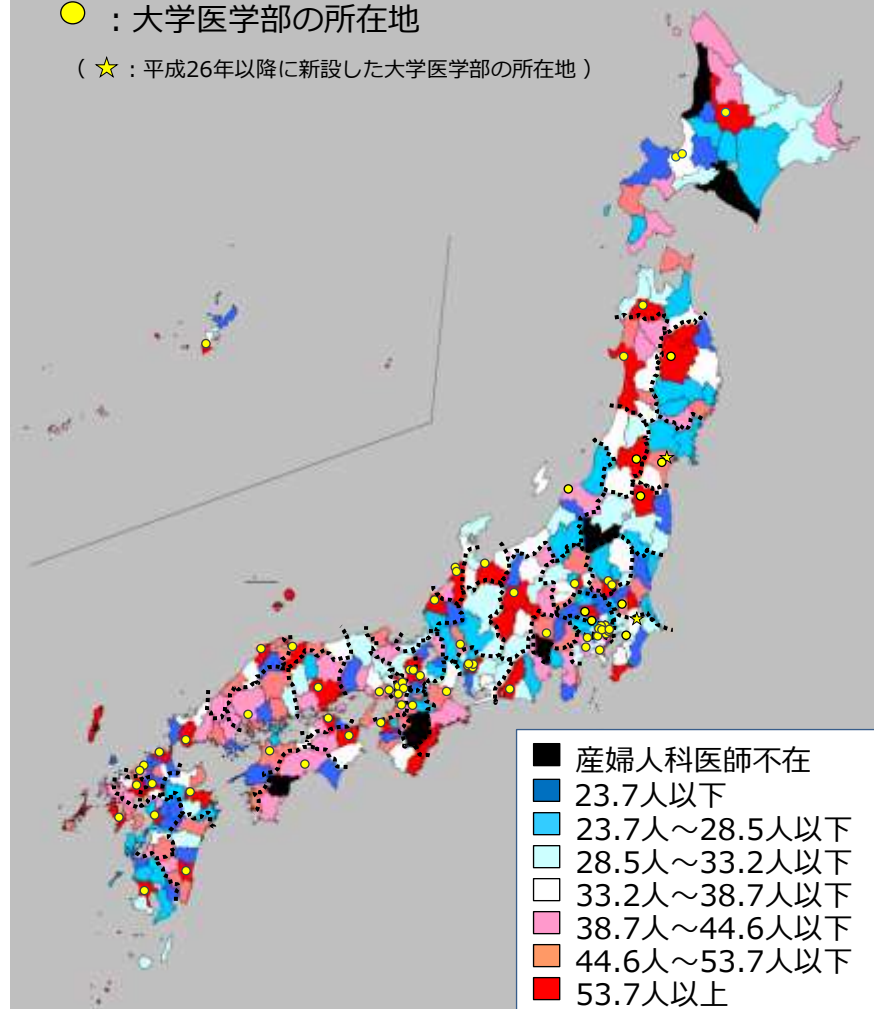 ：大学医学部の所在地
（ ☆ ：平成26年以降に新設した大学医学部の所在地 ）
産婦人科医師不在
23.7人以下
23.7人～28.5人以下
28.5人～33.2人以下
33.2人～38.7人以下
38.7人～44.6人以下
44.6人～53.7人以下
53.7人以上